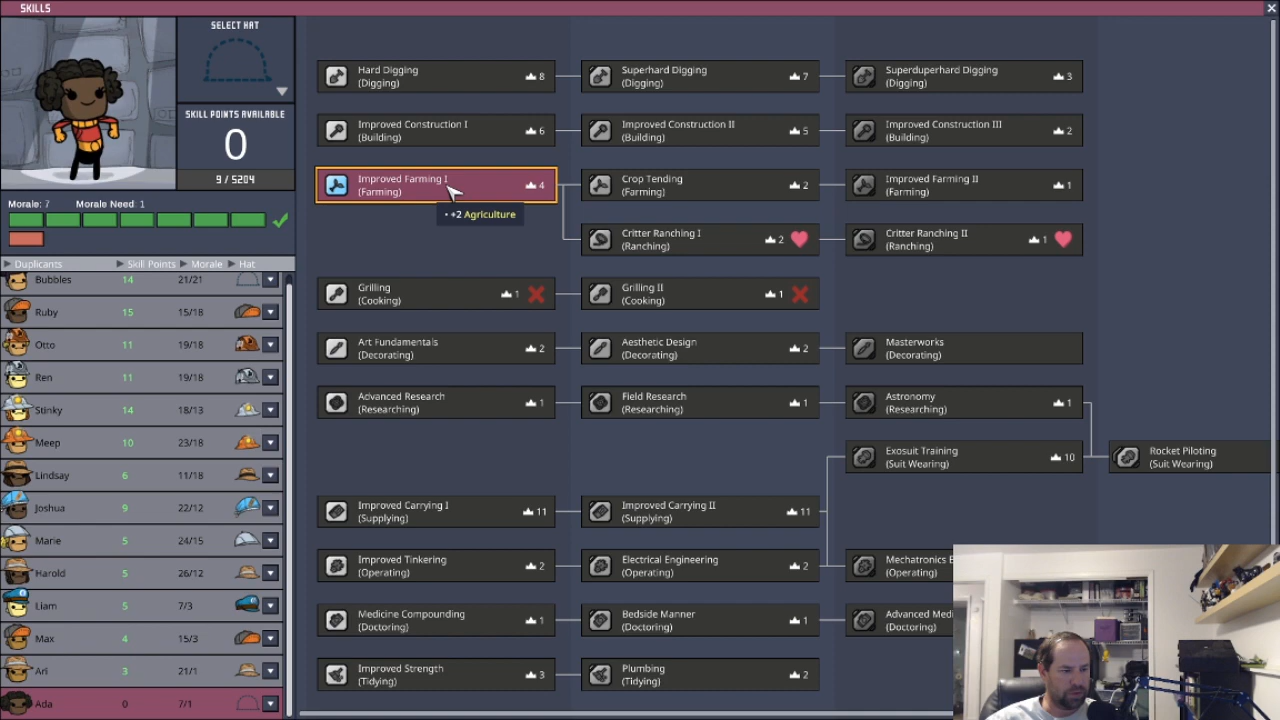 SKILLS
SELECT HAT
SKILL POINTS AVAILABLE
0
9 / 5204
Morale: 7 Morale Need: 1
Duplicants Skill Points Morale Hat
Bubbles 14 21/21
Ruby 15 15/18
Otto 11 19/18
Ren 11 19/18
Stinky 14 18/13
Meep 10 23/18
Lindsay 6 11/18
Joshua 9 22/12
Marie 5 24/15
Harold 5 26/12
Liam 5 7/3
Max 4 15/3
Ari 3 21/1
Ada 0 7/1
Hard Digging 8
(Digging)
Superhard Digging 7
(Digging)
Superduperhard Digging 3
(Digging)
Improved Construction I 6
(Building)
Improved Construction II 5
(Building)
Improved Construction III 2
(Building)
Improved Farming I 4
(Farming)
• +2 Agriculture
Crop Tending 2
(Farming)
Improved Farming II 1
(Farming)
Critter Ranching I 2
(Ranching)
Critter Ranching II 1
(Ranching)
Grilling 1
(Cooking)
Grilling II 1
(Cooking)
Art Fundamentals 2
(Decorating)
Aesthetic Design 2
(Decorating)
Masterworks
(Decorating)
Advanced Research 1
(Researching)
Field Research 1
(Researching)
Astronomy 1
(Researching)
Exosuit Training 10
(Suit Wearing)
Rocket Piloting
(Suit Wearing)
Improved Carrying I 11
(Supplying)
Improved Carrying II 11
(Supplying)
Improved Tinkering 2
(Operating)
Electrical Engineering 2
(Operating)
Mechatronics
(Operating)
Medicine Compounding 1
(Doctoring)
Bedside Manner 1
(Doctoring)
Advanced
(Doctoring)
Improved Strength 3
(Tidying)
Plumbing 2
(Tidying)